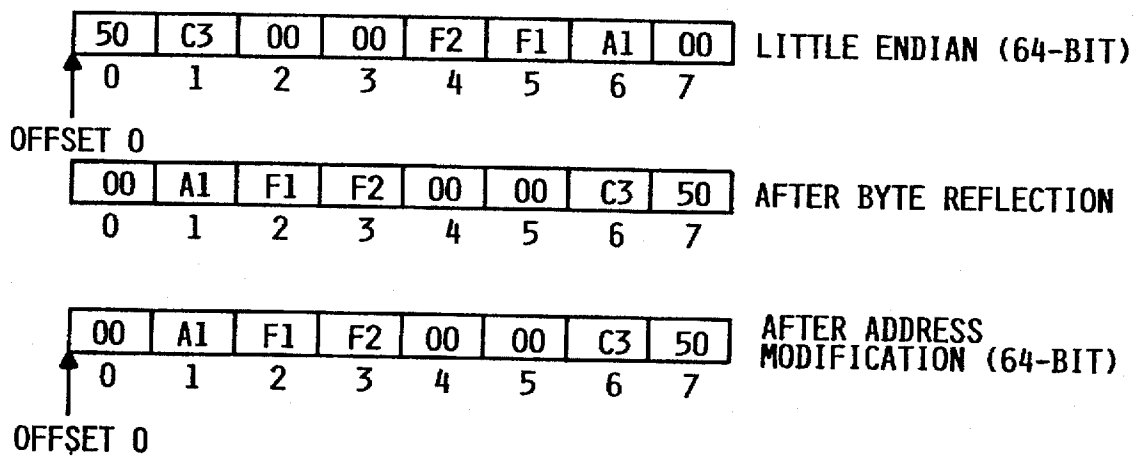 50 C3 00 00 F2 F1 A1 00 LITTLE ENDIAN (64-BIT)
0 1 2 3 4 5 6 7
OFFSET 0
00 A1 F1 F2 00 00 C3 50 AFTER BYTE REFLECTION
0 1 2 3 4 5 6 7
00 A1 F1 F2 00 00 C3 50 AFTER ADDRESS
MODIFICATION (64-BIT)
0 1 2 3 4 5 6 7
OFFSET 0